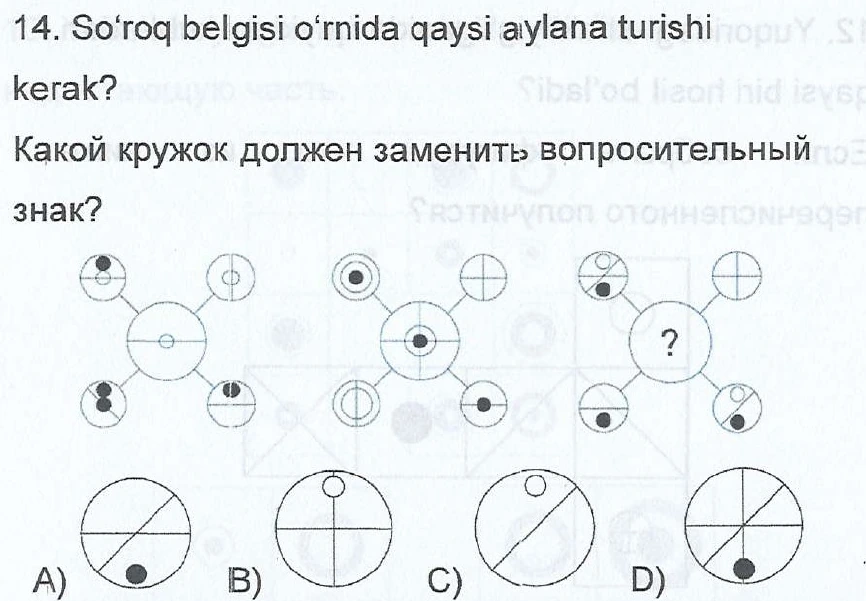 14. So‘roq belgisi o‘rnida qaysi aylana turishi
kerak?
Какой кружок должен заменить вопросительный
знак?
?
A) B) C) D)